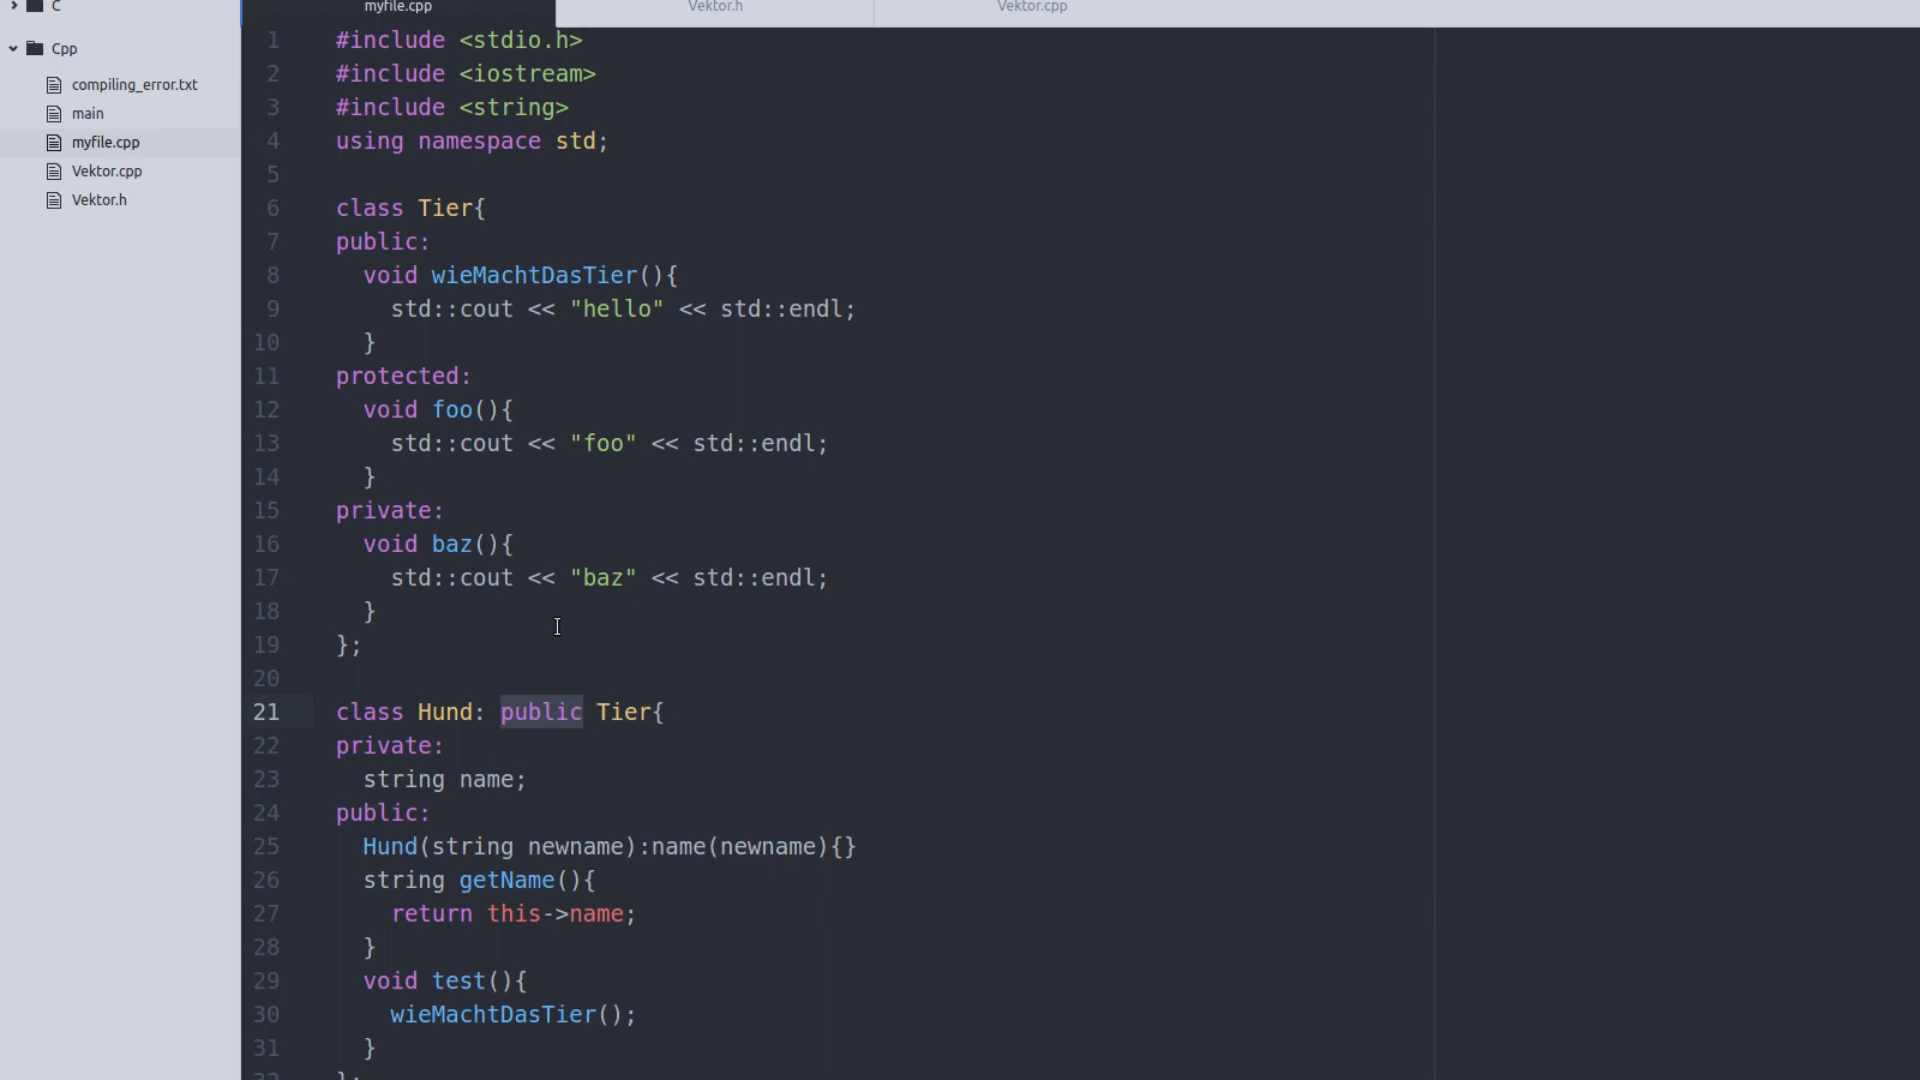 C
Cpp
compiling_error.txt
main
myfile.cpp
Vektor.cpp
Vektor.h
myfile.cpp Vektor.h Vektor.cpp
1 #include <stdio.h>
2 #include <iostream>
3 #include <string>
4 using namespace std;
5
6 class Tier{
7 public:
8 void wieMachtDasTier(){
9 std::cout << "hello" << std::endl;
10 }
11 protected:
12 void foo(){
13 std::cout << "foo" << std::endl;
14 }
15 private:
16 void baz(){
17 std::cout << "baz" << std::endl;
18 }
19 };
20
21 class Hund: public Tier{
22 private:
23 string name;
24 public:
25 Hund(string newname):name(newname){}
26 string getName(){
27 return this->name;
28 }
29 void test(){
30 wieMachtDasTier();
31 }
32 };